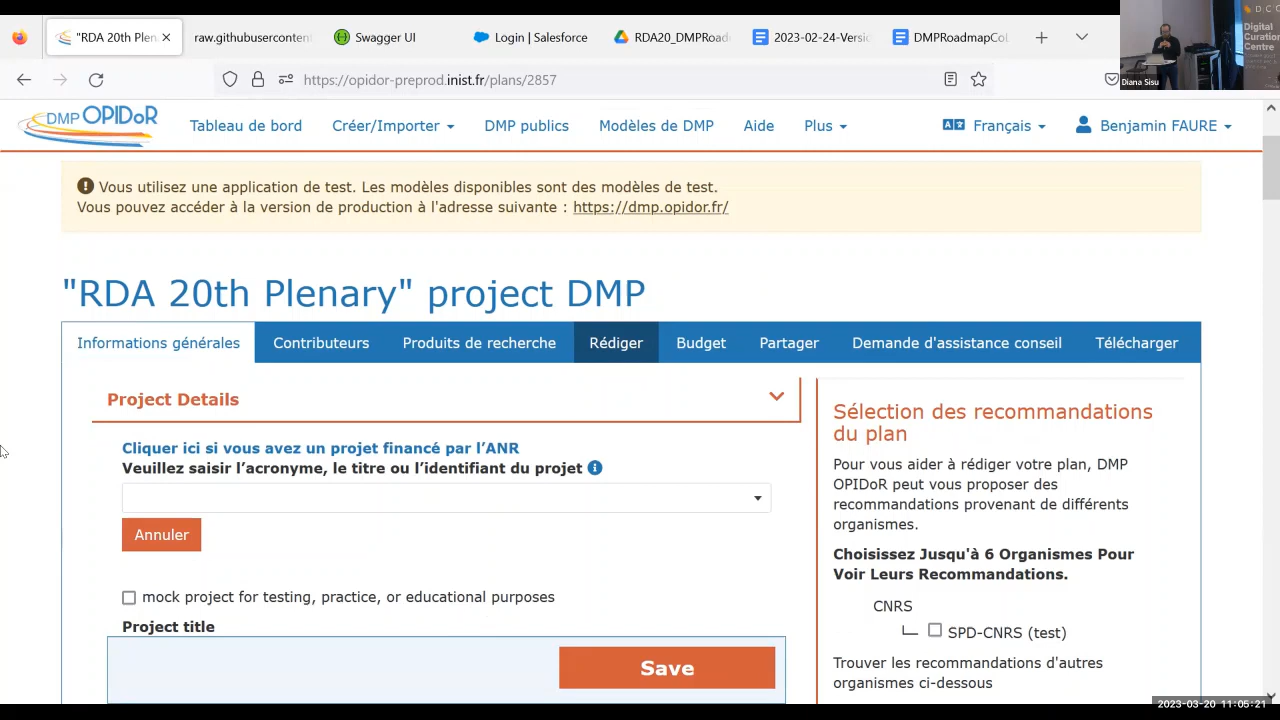 "RDA 20th Plen
raw.githubusercontent
Swagger UI
Login | Salesforce
RDA20_DMPRoad
2023-02-24-Versi
DMPRoadmapCoL
DCC
Digital
Curation
Centre
Diana Sisu
https://opidor-preprod.inist.fr/plans/2857
DMP OPIDoR
Tableau de bord
Créer/Importer
DMP publics
Modèles de DMP
Aide
Plus
Français
Benjamin FAURE
Vous utilisez une application de test. Les modèles disponibles sont des modèles de test.
Vous pouvez accéder à la version de production à l'adresse suivante : https://dmp.opidor.fr/
"RDA 20th Plenary" project DMP
Informations générales
Contributeurs
Produits de recherche
Rédiger
Budget
Partager
Demande d'assistance conseil
Télécharger
Project Details
Cliquer ici si vous avez un projet financé par l’ANR
Veuillez saisir l’acronyme, le titre ou l’identifiant du projet
Annuler
mock project for testing, practice, or educational purposes
Project title
Save
Sélection des recommandations
du plan
Pour vous aider à rédiger votre plan, DMP
OPIDoR peut vous proposer des
recommandations provenant de différents
organismes.
Choisissez Jusqu'à 6 Organismes Pour
Voir Leurs Recommandations.
CNRS
SPD-CNRS (test)
Trouver les recommandations d'autres
organismes ci-dessous
2023-03-20 11:05:21